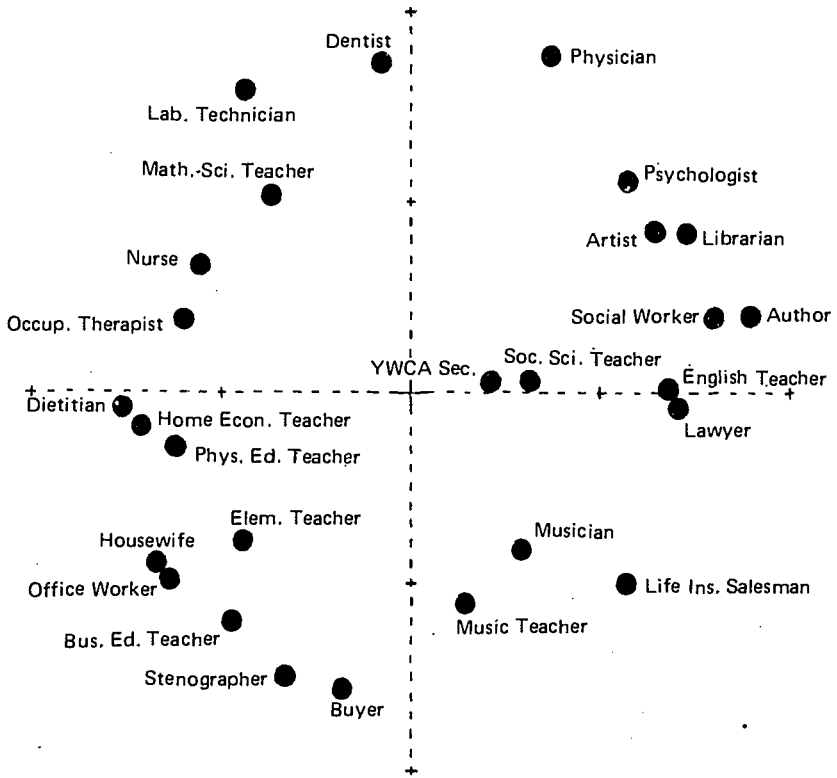 Dentist
Physician
Lab. Technician
Math.-Sci. Teacher
Psychologist
Artist
Librarian
Nurse
Occup. Therapist
Social Worker
Author
YWCA Sec.
Soc. Sci. Teacher
English Teacher
Dietitian
Home Econ. Teacher
Lawyer
Phys. Ed. Teacher
Elem. Teacher
Musician
Housewife
Office Worker
Life Ins. Salesman
Music Teacher
Bus. Ed. Teacher
Stenographer
Buyer